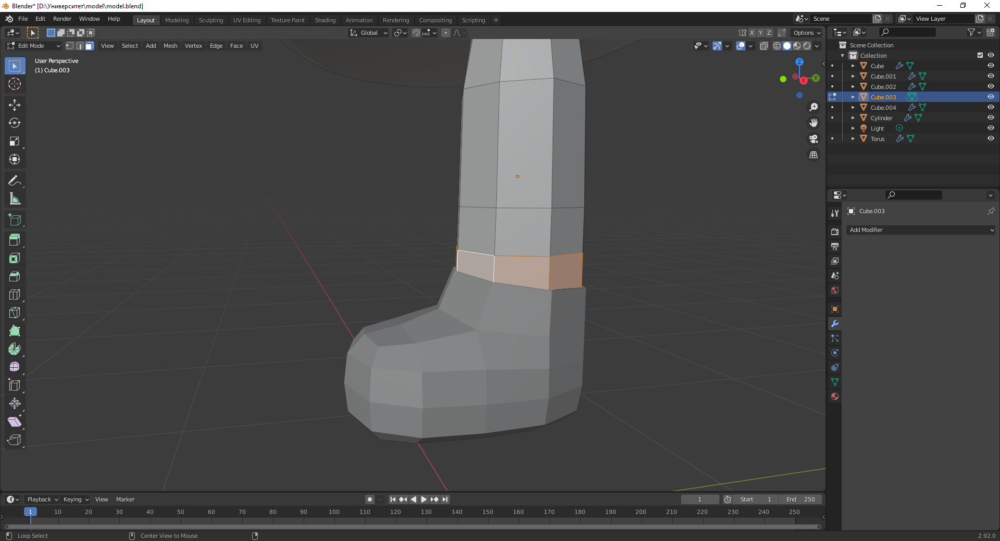 Blender* [D:\Университет\model\model.blend]
File Edit Render Window Help Layout Modeling Sculpting UV Editing Texture Paint Shading Animation Rendering Compositing Scripting + Scene View Layer
Global X Y Z Options
Edit Mode View Select Add Mesh Vertex Edge Face UV
User Perspective
(1) Cube.003
Z
X
Y
Scene Collection
Collection
Cube
Cube.001
Cube.002
Cube.003
Cube.004
Cylinder
Light
Torus
Cube.003
Add Modifier
Playback Keying View Marker 1 Start 1 End 250
1 10 20 30 40 50 60 70 80 90 100 110 120 130 140 150 160 170 180 190 200 210 220 230 240 250
Loop Select Center View to Mouse 2.92.0